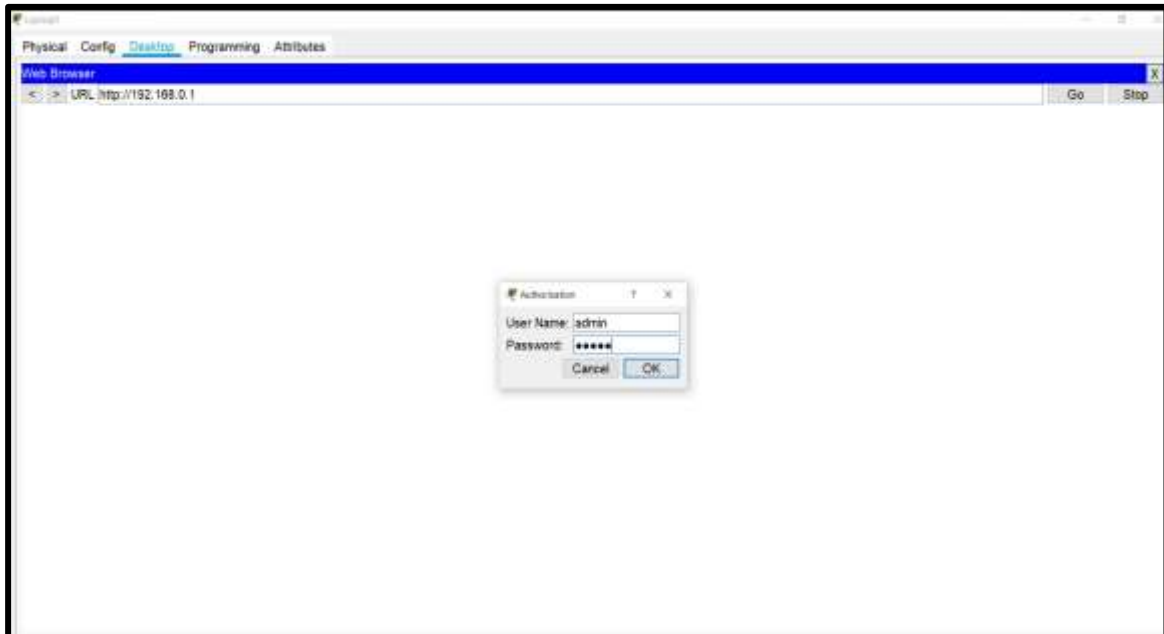 Physical Config Desktop Programming Attributes
Web Browser X
< > URL http://192.168.0.1 Go Stop
Authorization ? ×
User Name: admin
Password: •••••
Cancel OK